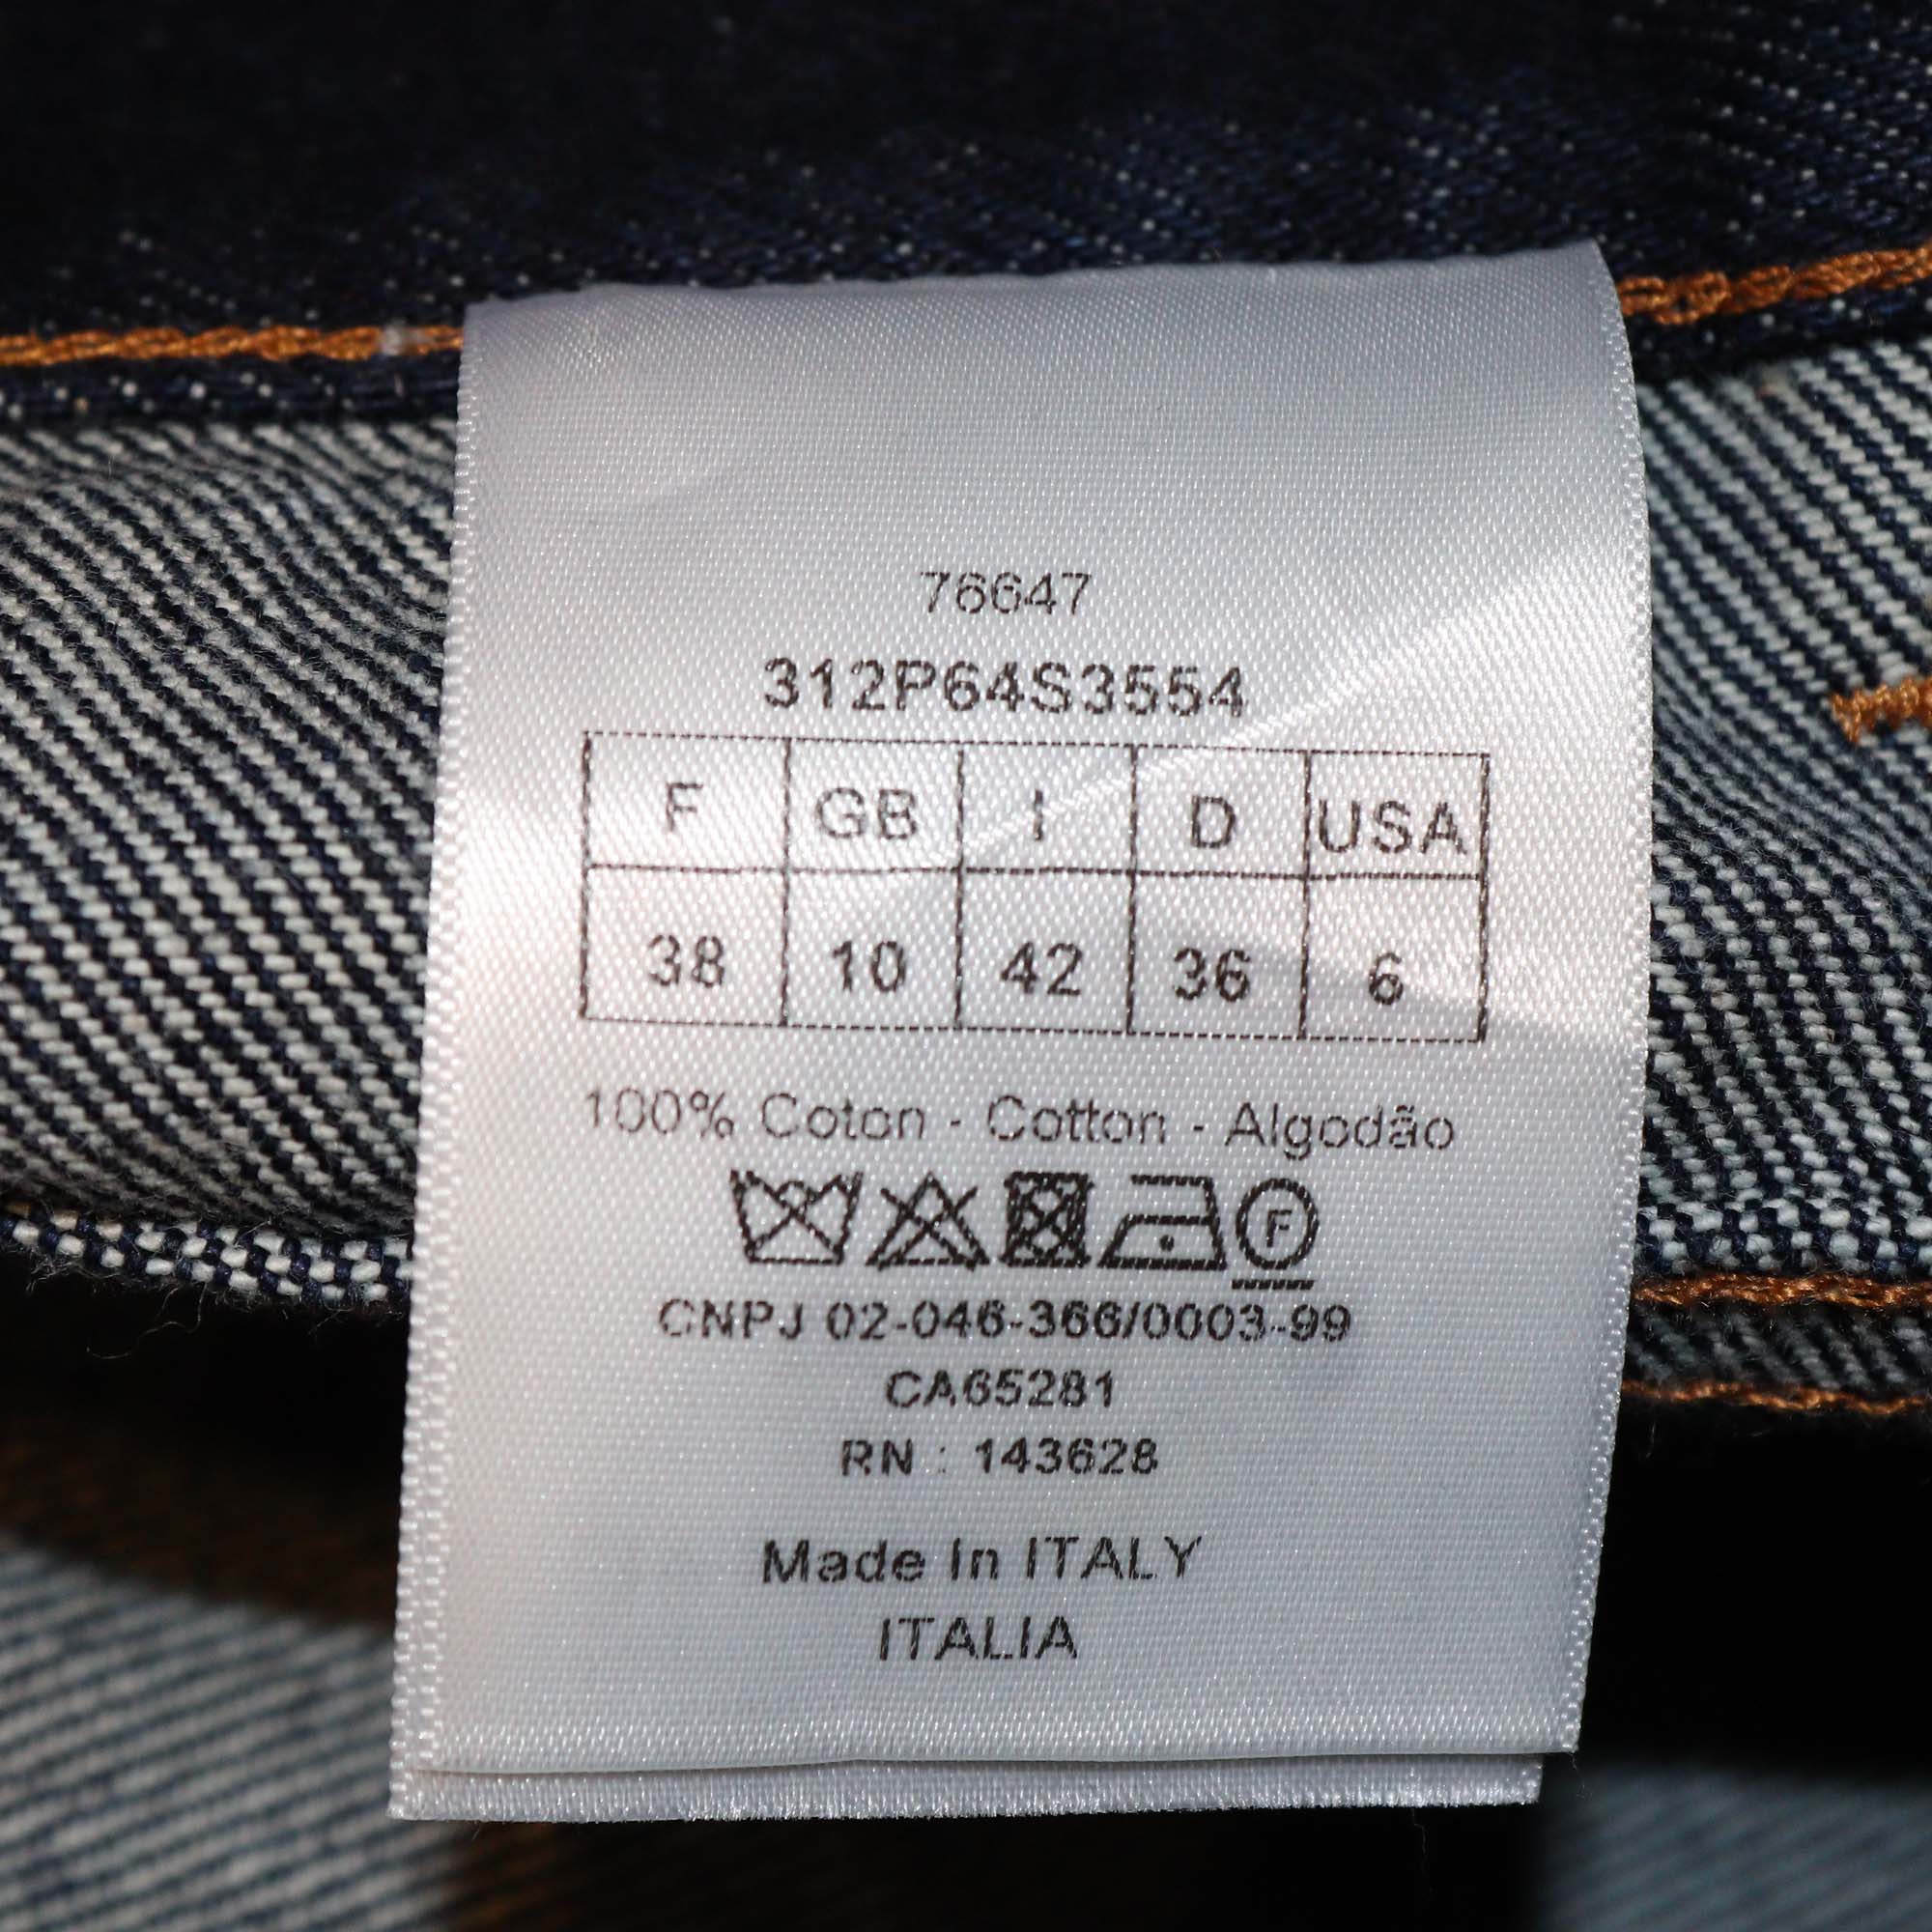 76647
312P64S3554
F GB I D USA
38 10 42 36 6
100% Coton - Cotton - Algodão
F
CNPJ 02-046-366/0003-99
CA65281
RN : 143628
Made In ITALY
ITALIA